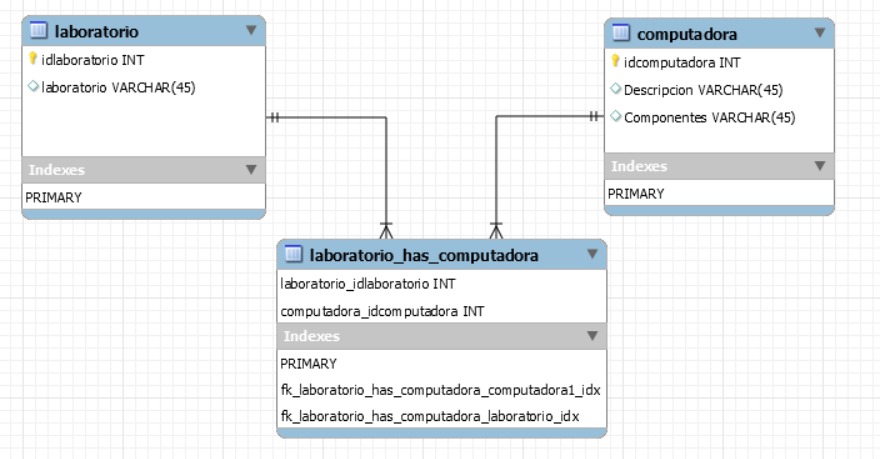 laboratorio
idlaboratorio INT
laboratorio VARCHAR(45)
Indexes
PRIMARY
computadora
idcomputadora INT
Descripcion VARCHAR(45)
Componentes VARCHAR(45)
Indexes
PRIMARY
laboratorio_has_computadora
laboratorio_idlaboratorio INT
computadora_idcomputadora INT
Indexes
PRIMARY
fk_laboratorio_has_computadora_computadora1_idx
fk_laboratorio_has_computadora_laboratorio_idx